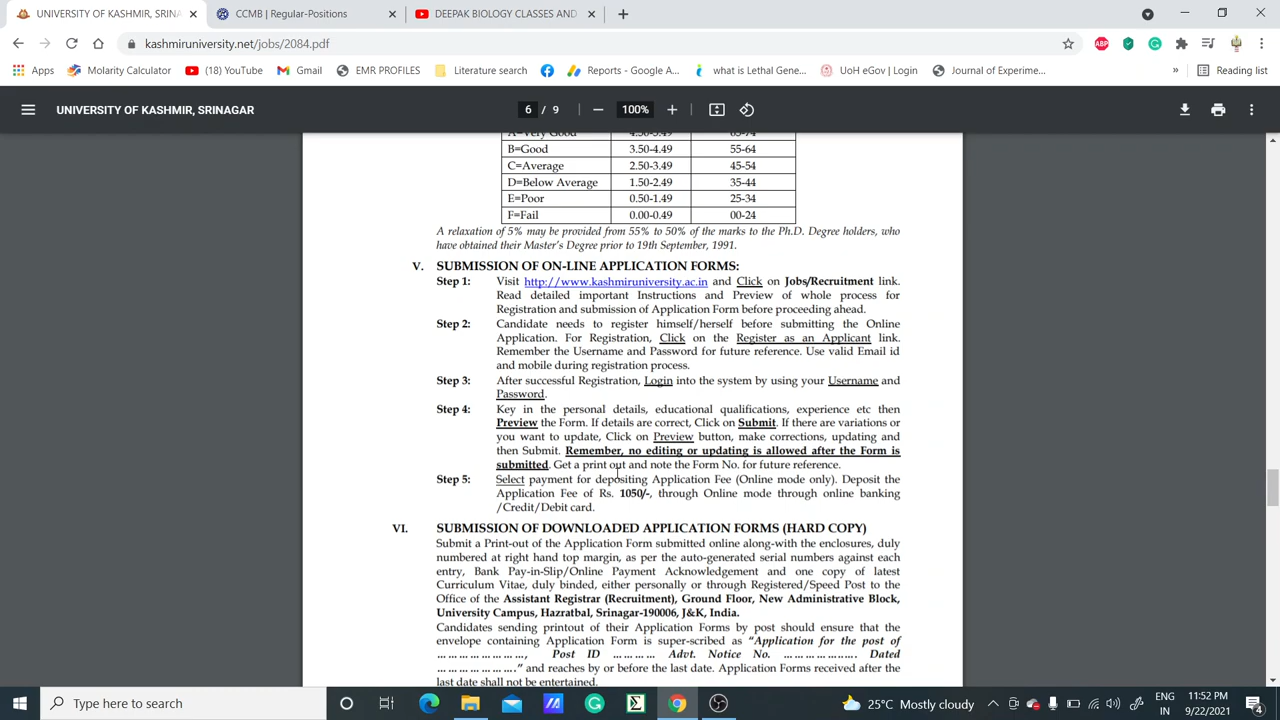 UNIVERSITY OF KASHMIR, SRINAGAR
CCMB | Regular-Positions
DEEPAK BIOLOGY CLASSES AND
kashmiruniversity.net/jobs/2084.pdf
Apps
Molarity Calculator
(18) YouTube
Gmail
EMR PROFILES
Literature search
Reports - Google A...
what is Lethal Gene...
UoH eGov | Login
Journal of Experime...
»
Reading list
UNIVERSITY OF KASHMIR, SRINAGAR
6 / 9
100%
A=Very Good 4.50-5.49 65-74
B=Good 3.50-4.49 55-64
C=Average 2.50-3.49 45-54
D=Below Average 1.50-2.49 35-44
E=Poor 0.50-1.49 25-34
F=Fail 0.00-0.49 00-24
A relaxation of 5% may be provided from 55% to 50% of the marks to the Ph.D. Degree holders, who
have obtained their Master's Degree prior to 19th September, 1991.
V. SUBMISSION OF ON-LINE APPLICATION FORMS:
Step 1: Visit http://www.kashmiruniversity.ac.in and Click on Jobs/Recruitment link.
Read detailed important Instructions and Preview of whole process for
Registration and submission of Application Form before proceeding ahead.
Step 2: Candidate needs to register himself/herself before submitting the Online
Application. For Registration, Click on the Register as an Applicant link.
Remember the Username and Password for future reference. Use valid Email id
and mobile during registration process.
Step 3: After successful Registration, Login into the system by using your Username and
Password.
Step 4: Key in the personal details, educational qualifications, experience etc then
Preview the Form. If details are correct, Click on Submit. If there are variations or
you want to update, Click on Preview button, make corrections, updating and
then Submit. Remember, no editing or updating is allowed after the Form is
submitted. Get a print out and note the Form No. for future reference.
Step 5: Select payment for depositing Application Fee (Online mode only). Deposit the
Application Fee of Rs. 1050/-, through Online mode through online banking
/Credit/Debit card.
VI. SUBMISSION OF DOWNLOADED APPLICATION FORMS (HARD COPY)
Submit a Print-out of the Application Form submitted online along-with the enclosures, duly
numbered at right hand top margin, as per the auto-generated serial numbers against each
entry, Bank Pay-in-Slip/Online Payment Acknowledgement and one copy of latest
Curriculum Vitae, duly binded, either personally or through Registered/Speed Post to the
Office of the Assistant Registrar (Recruitment), Ground Floor, New Administrative Block,
University Campus, Hazratbal, Srinagar-190006, J&K, India.
Candidates sending printout of their Application Forms by post should ensure that the
envelope containing Application Form is super-scribed as "Application for the post of
……………………, Post ID ………… Advt. Notice No. ……………….. Dated
………………….." and reaches by or before the last date. Application Forms received after the
last date shall not be entertained.
Type here to search
25°C Mostly cloudy
ENG
IN
11:52 PM
9/22/2021
4